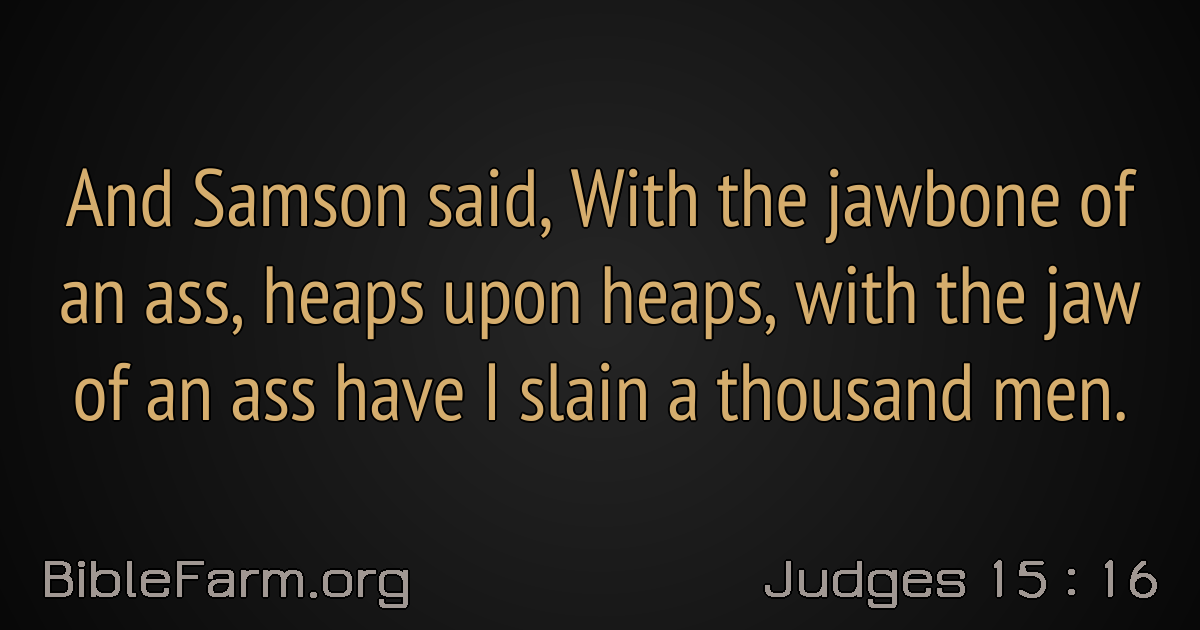 And Samson said, With the jawbone of
an ass, heaps upon heaps, with the jaw
of an ass have I slain a thousand men.
BibleFarm.org
Judges 15 : 16